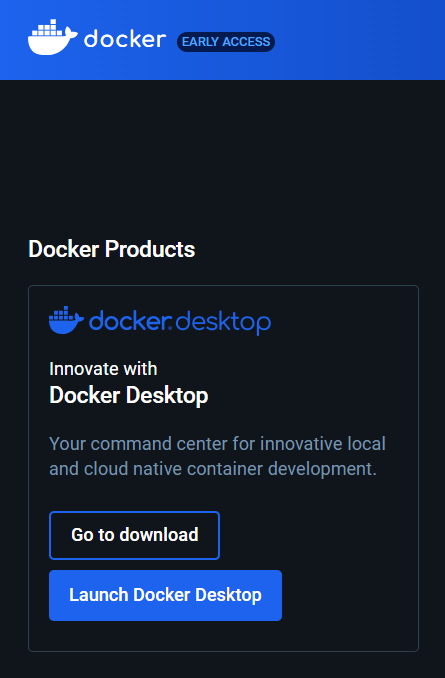 docker EARLY ACCESS
Docker Products
docker.desktop
Innovate with
Docker Desktop
Your command center for innovative local
and cloud native container development.
Go to download
Launch Docker Desktop